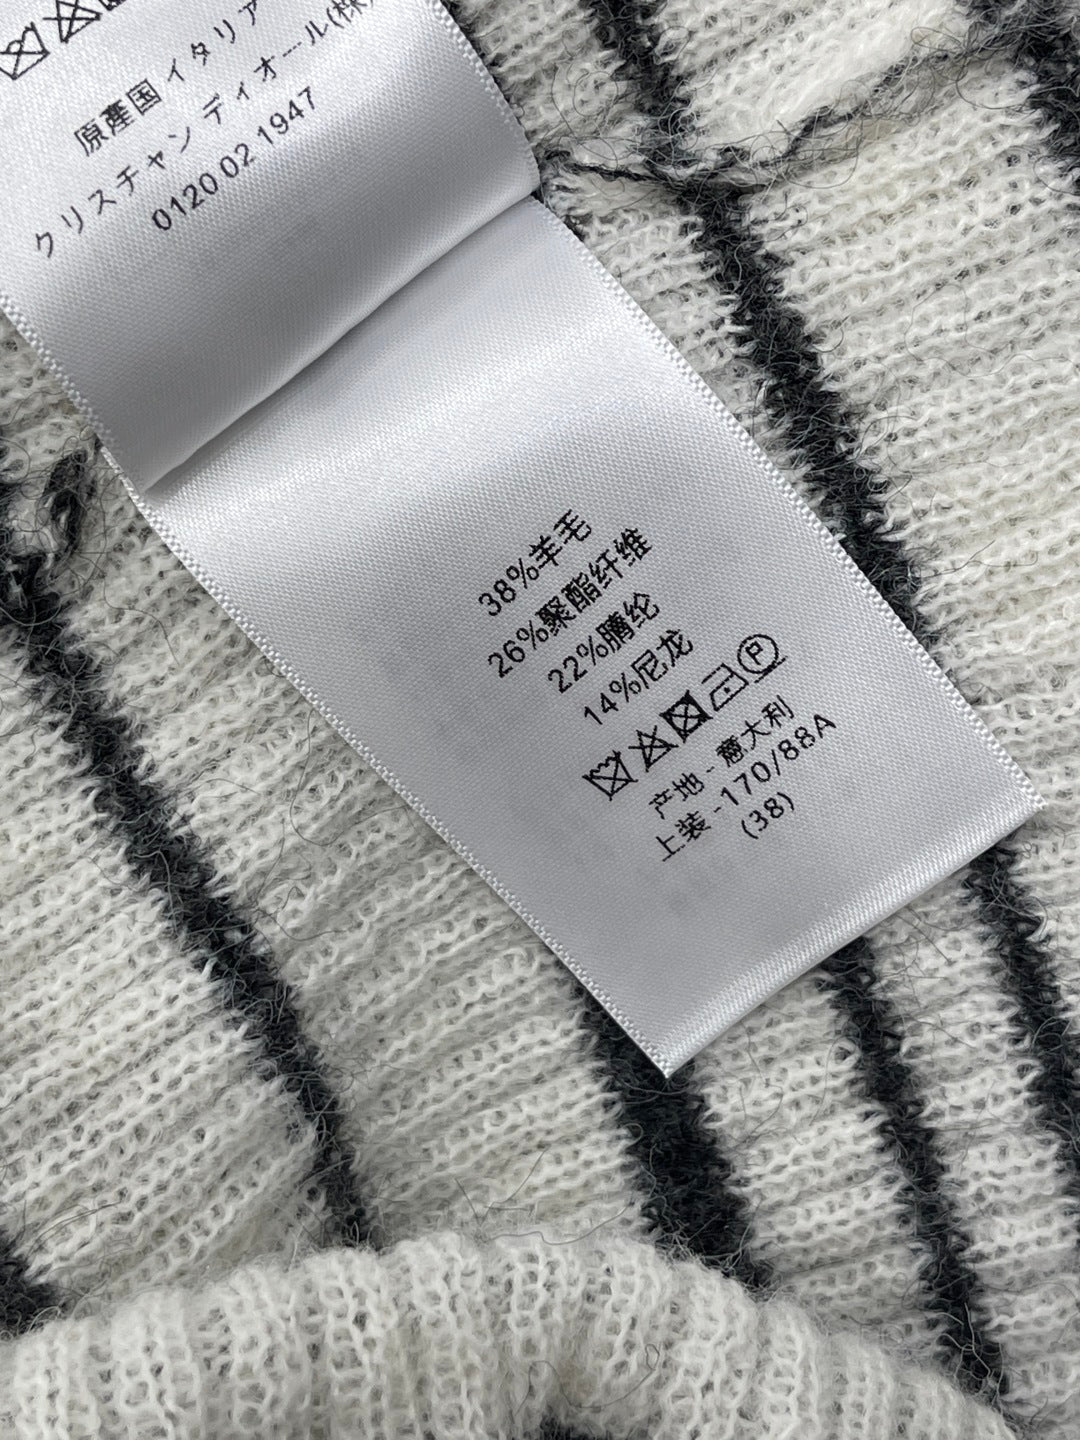 原産国 イタリア
クリスチャン ディオール(株)
0120 02 1947
38%羊毛
26%聚酯纤维
22%腈纶
14%尼龙
P
产地 - 意大利
上装 -170/88A
(38)